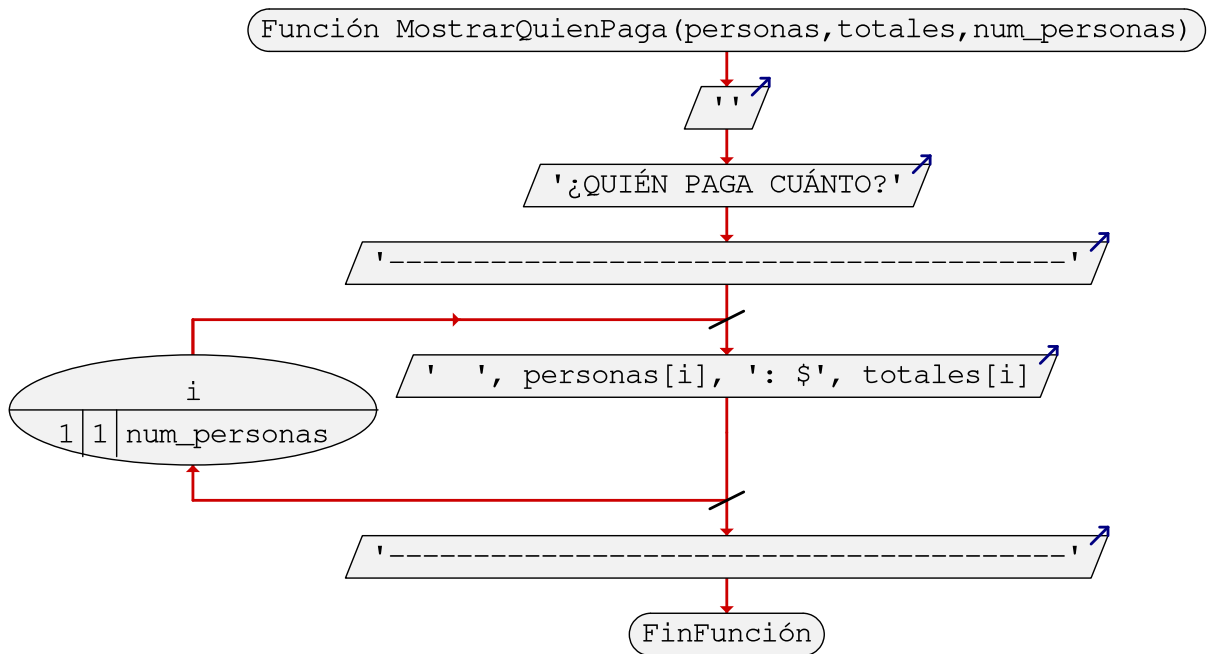 Función MostrarQuienPaga(personas,totales,num_personas)
''
'¿QUIÉN PAGA CUÁNTO?'
'----------------------------------------'
'  ', personas[i], ': $', totales[i]
i
1 1 num_personas
'----------------------------------------'
FinFunción